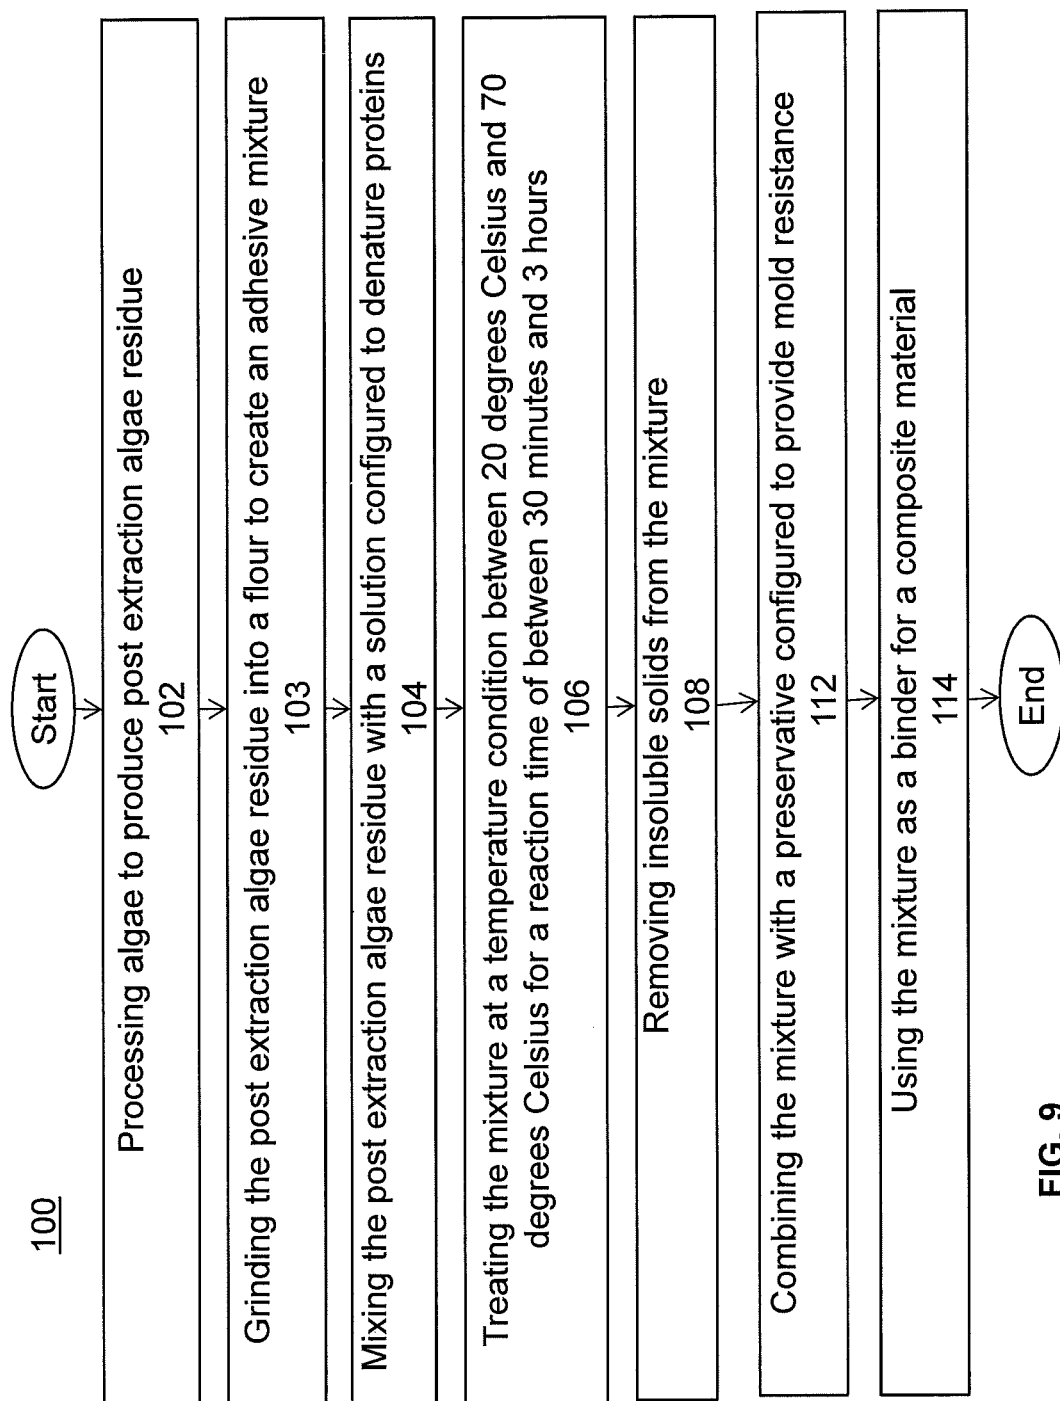 100
Start
Processing algae to produce post extraction algae residue
102
Grinding the post extraction algae residue into a flour to create an adhesive mixture
103
Mixing the post extraction algae residue with a solution configured to denature proteins
104
Treating the mixture at a temperature condition between 20 degrees Celsius and 70
degrees Celsius for a reaction time of between 30 minutes and 3 hours
106
Removing insoluble solids from the mixture
108
Combining the mixture with a preservative configured to provide mold resistance
112
Using the mixture as a binder for a composite material
114
End
FIG. 9